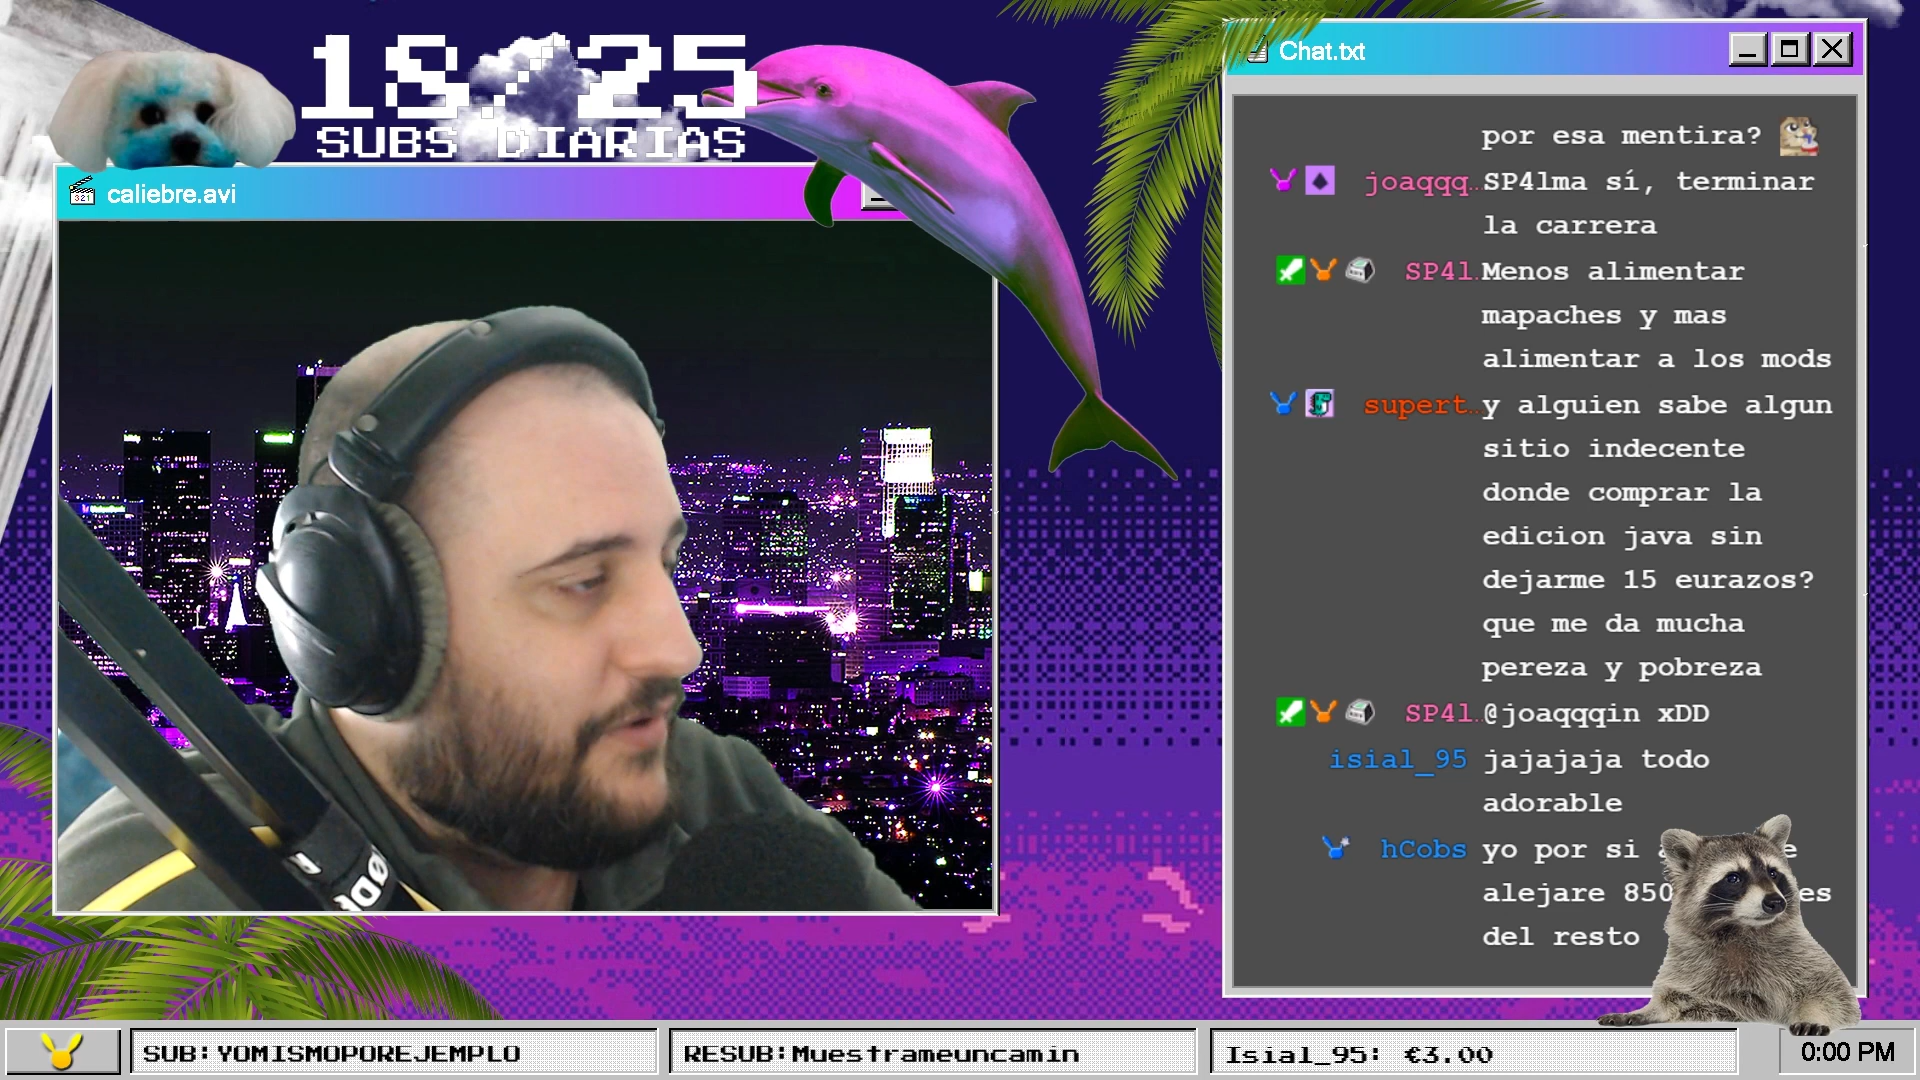 18/25
SUBS DIARIAS
caliebre.avi
Chat.txt
por esa mentira?
joaqqq.. SP4lma sí, terminar
la carrera
SP4l.. Menos alimentar
mapaches y mas
alimentar a los mods
supert.. y alguien sabe algun
sitio indecente
donde comprar la
edicion java sin
dejarme 15 eurazos?
que me da mucha
pereza y pobreza
SP4l.. @joaqqqin xDD
isial_95 jajajaja todo
adorable
hCobs yo por si
alejare 850
del resto
SUB:YOMISMOPOREJEMPLO
RESUB:Muestrameuncamin
Isial_95: €3.00
0:00 PM